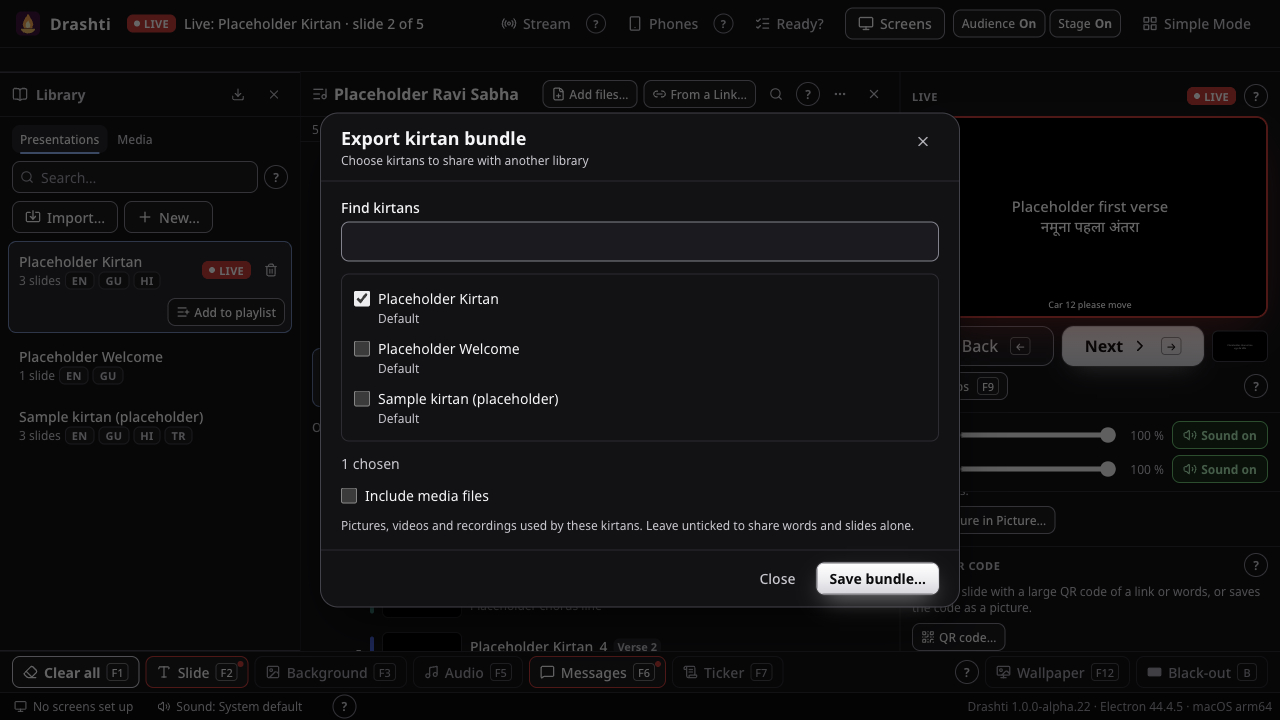 Drashti
LIVE
Live: Placeholder Kirtan · slide 2 of 5
Stream
?
Phones
?
Ready?
Screens
Audience On
Stage On
Simple Mode
Library
Placeholder Ravi Sabha
Add files...
From a Link...
?
LIVE
LIVE
?
Presentations
Media
Search...
?
Import...
New...
Placeholder Kirtan
3 slides EN GU HI
LIVE
Add to playlist
Placeholder Welcome
1 slide EN GU
Sample kirtan (placeholder)
3 slides EN GU HI TR
Export kirtan bundle
Choose kirtans to share with another library
Find kirtans
Placeholder Kirtan
Default
Placeholder Welcome
Default
Sample kirtan (placeholder)
Default
1 chosen
Include media files
Pictures, videos and recordings used by these kirtans. Leave unticked to share words and slides alone.
Close
Save bundle...
Placeholder first verse
नमूना पहला अंतरा
Car 12 please move
Back
Next
F9
?
100 %
Sound on
100 %
Sound on
ure in Picture...
R CODE
?
slide with a large QR code of a link or words, or saves
the code as a picture.
QR code...
Placeholder chords line
Placeholder Kirtan 4 Verse 2
Clear all F1
Slide F2
Background F3
Audio F5
Messages F6
Ticker F7
?
Wallpaper F12
Black-out B
No screens set up
Sound: System default
?
Drashti 1.0.0-alpha.22 · Electron 44.4.5 · macOS arm64